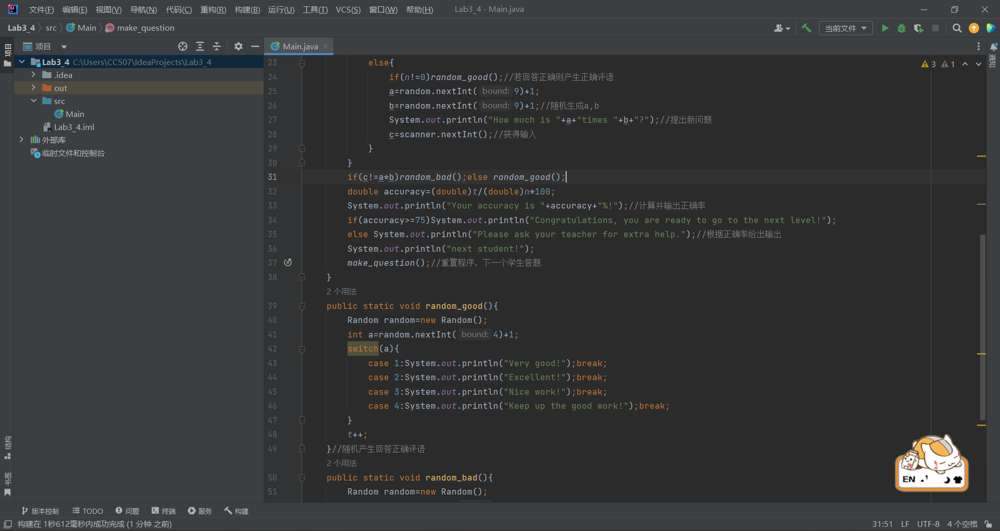 文件(F) 编辑(E) 视图(V) 导航(N) 代码(C) 重构(R) 构建(B) 运行(U) 工具(T) VCS(S) 窗口(W) 帮助(H) Lab3_4 - Main.java
Lab3_4 src Main make_question 当前文件
项目
Main.java
Lab3_4 C:\Users\CC507\IdeaProjects\Lab3_4
.idea
out
src
Main
Lab3_4.iml
外部库
临时文件和控制台
项目
结构
书签
通知
3 1
23 else{
24 if(n!=0)random_good();//若回答正确则产生正确评语
25 a=random.nextInt( bound: 9)+1;
26 b=random.nextInt( bound: 9)+1;//随机生成a,b
27 System.out.println("How much is "+a+"times "+b+"?");//提出新问题
28 c=scanner.nextInt();//获得输入
29 }
30 }
31 if(c!=a*b)random_bad();else random_good();
32 double accuracy=(double)t/(double)n*100;
33 System.out.println("Your accuracy is "+accuracy+"%!");//计算并输出正确率
34 if(accuracy>=75)System.out.println("Congratulations, you are ready to go to the next level!");
35 else System.out.println("Please ask your teacher for extra help.");//根据正确率给出输出
36 System.out.println("next student!");
37 make_question();//重置程序，下一个学生答题
38 }
2 个用法
39 public static void random_good(){
40 Random random=new Random();
41 int a=random.nextInt( bound: 4)+1;
42 switch(a){
43 case 1:System.out.println("Very good!");break;
44 case 2:System.out.println("Excellent!");break;
45 case 3:System.out.println("Nice work!");break;
46 case 4:System.out.println("Keep up the good work!");break;
47 }
48 t++;
49 }//随机产生回答正确评语
2 个用法
50 public static void random_bad(){
51 Random random=new Random();
EN
版本控制 TODO 问题 终端 服务 构建
构建在 1秒612毫秒内成功完成 (1 分钟 之前) 31:51 LF UTF-8 4 个空格